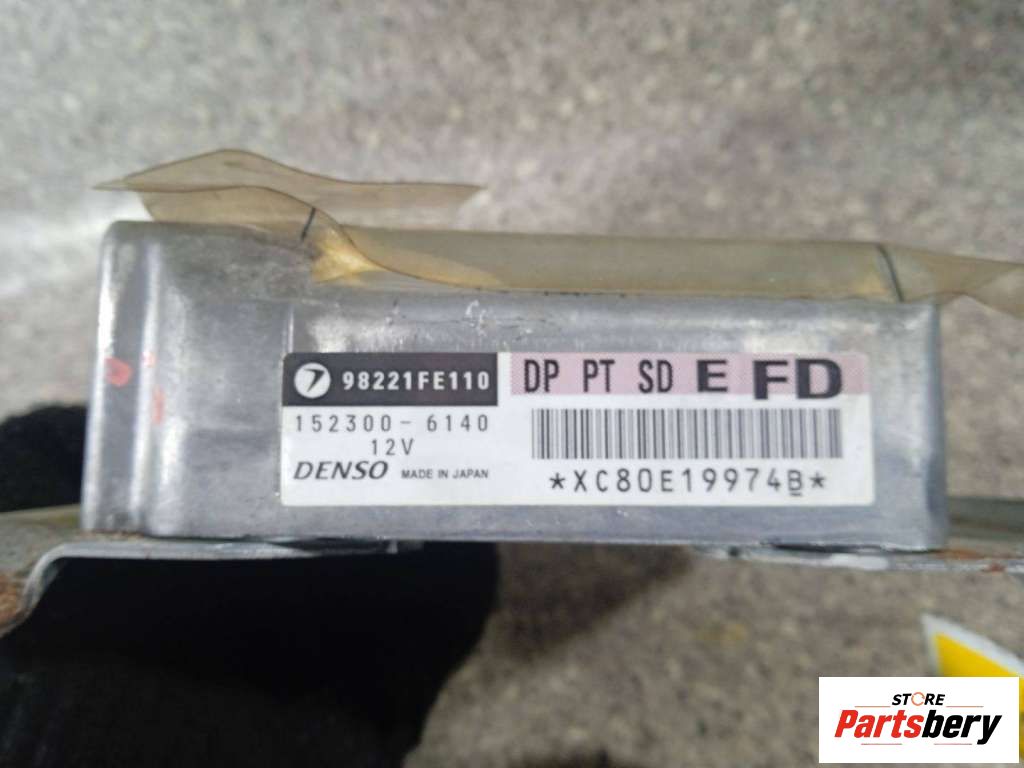 98221FE110
DP PT SD E FD
152300-6140
12V
DENSO MADE IN JAPAN
*XC80E19974B*
STORE
Partsbery